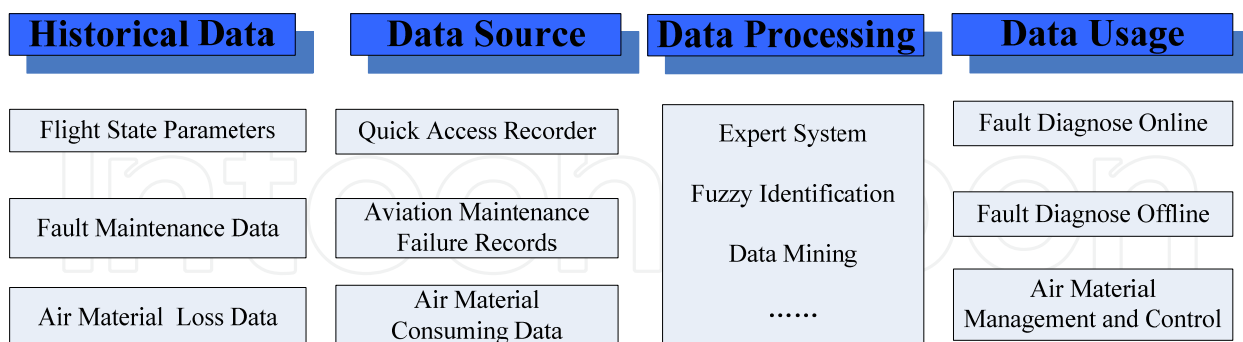 Historical Data
Data Source
Data Processing
Data Usage
Flight State Parameters
Fault Maintenance Data
Air Material Loss Data
Quick Access Recorder
Aviation Maintenance
Failure Records
Air Material
Consuming Data
Expert System
Fuzzy Identification
Data Mining
......
Fault Diagnose Online
Fault Diagnose Offline
Air Material
Management and Control